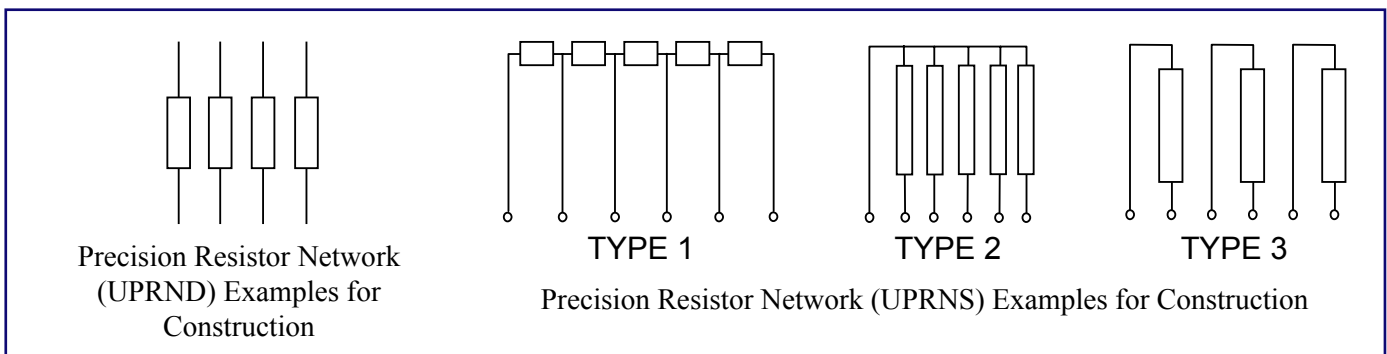 Precision Resistor Network
(UPRND) Examples for
Construction
TYPE 1
TYPE 2
TYPE 3
Precision Resistor Network (UPRNS) Examples for Construction